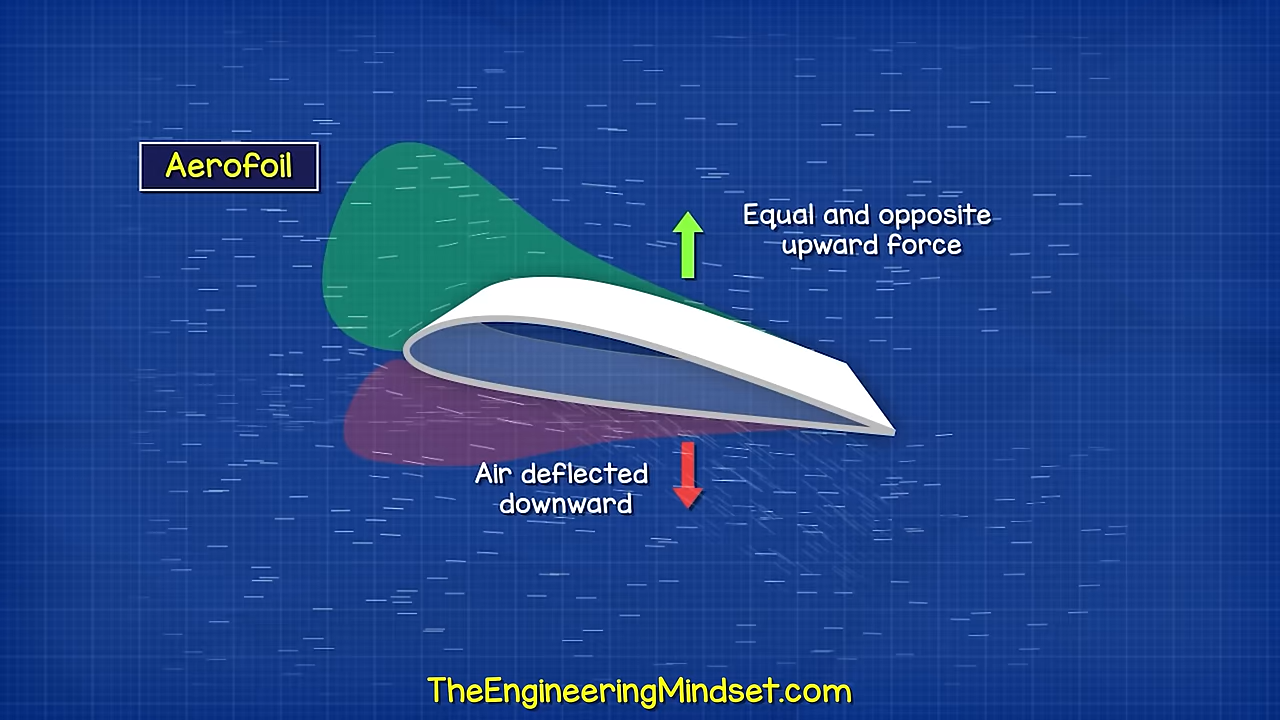 Aerofoil
Equal and opposite
upward force
Air deflected
downward
TheEngineeringMindset.com